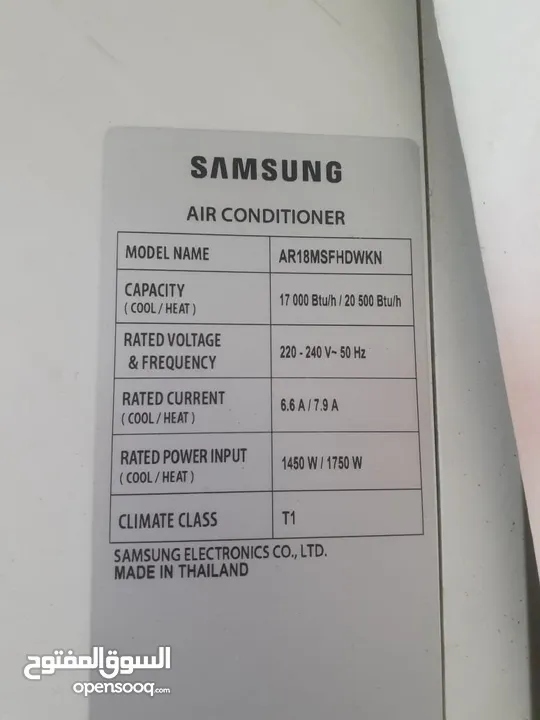 SAMSUNG
AIR CONDITIONER
MODEL NAME AR18MSFHDWKN
CAPACITY
( COOL / HEAT ) 17 000 Btu/h / 20 500 Btu/h
RATED VOLTAGE
& FREQUENCY 220 - 240 V~ 50 Hz
RATED CURRENT
( COOL / HEAT ) 6.6 A / 7.9 A
RATED POWER INPUT
( COOL / HEAT ) 1450 W / 1750 W
CLIMATE CLASS T1
SAMSUNG ELECTRONICS CO., LTD.
MADE IN THAILAND
السوق المفتوح
opensooq.com